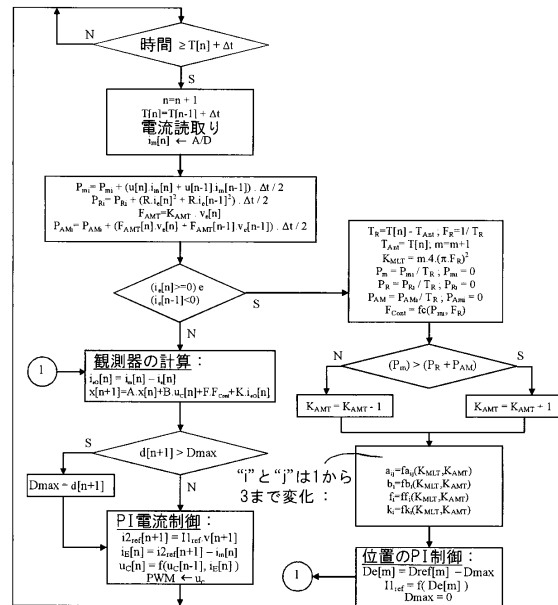 N
時間 ≥ T[n] + Δt
S
n=n + 1
T[n]=T[n-1] + Δt
電流読取り
i_m[n] ← A/D
P_mi= P_mi + (u[n].i_m[n] + u[n-1].i_m[n-1]) . Δt / 2
P_Ri= P_Ri + (R.i_e[n]² + R.i_e[n-1]²) . Δt / 2
F_AMT=K_AMT . v_e[n]
P_AMi= P_AMi + (F_AMT[n].v_e[n] + F_AMT[n-1].v_e[n-1]) . Δt/2
(i_e[n]>=0) e
(i_e[n-1]<0)
S
N
T_R=T[n] - T_Ant ; F_R=1/ T_R
T_Ant= T[n]; m=m+1
K_MLT = m.4.(π.F_R)²
P_m = P_mi / T_R ; P_mi = 0
P_R = P_Ri / T_R ; P_Ri = 0
P_AM = P_AMi / T_R ; P_AMi = 0
F_Cont = fc(P_m, F_R)
N
(P_m) > (P_R + P_AM)
S
K_AMT = K_AMT - 1
K_AMT = K_AMT + 1
1
観測器の計算：
i_eO[n] = i_m[n] – i_e[n]
x[n+1]=A.x[n]+B.u_C[n]+F.F_Cont+K.i_eO[n]
S
d[n+1] > Dmax
N
Dmax = d[n+1]
"i"と"j"は1から
3まで変化：
a_ij=fa_ij(K_MLT,K_AMT)
b_i=fb_i(K_MLT,K_AMT)
f_i=ff_i(K_MLT,K_AMT)
k_i=fk_i(K_MLT,K_AMT)
PI電流制御：
i2_ref[n+1] = I1_ref.v[n+1]
i_E[n] = i2_ref[n+1] – i_m[n]
u_C[n] = f(u_C[n-1], i_E[n])
PWM ← u_c
1
位置のPI制御：
De[m] = Dref[m] – Dmax
I1_ref = f( De[m])
Dmax = 0